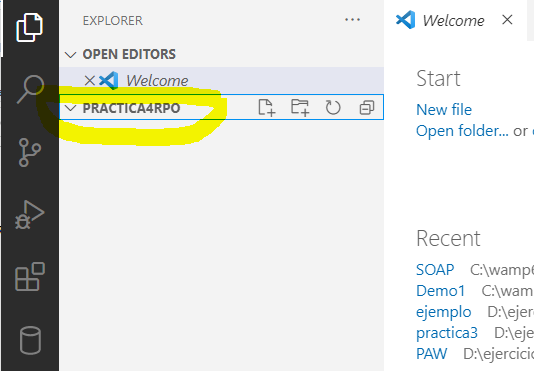 EXPLORER
OPEN EDITORS
Welcome
PRACTICA4RPO
Welcome
Start
New file
Open folder... or
Recent
SOAP C:\wamp6
Demo1 C:\wam
ejemplo D:\ejer
practica3 D:\eje
PAW D:\ejercicio